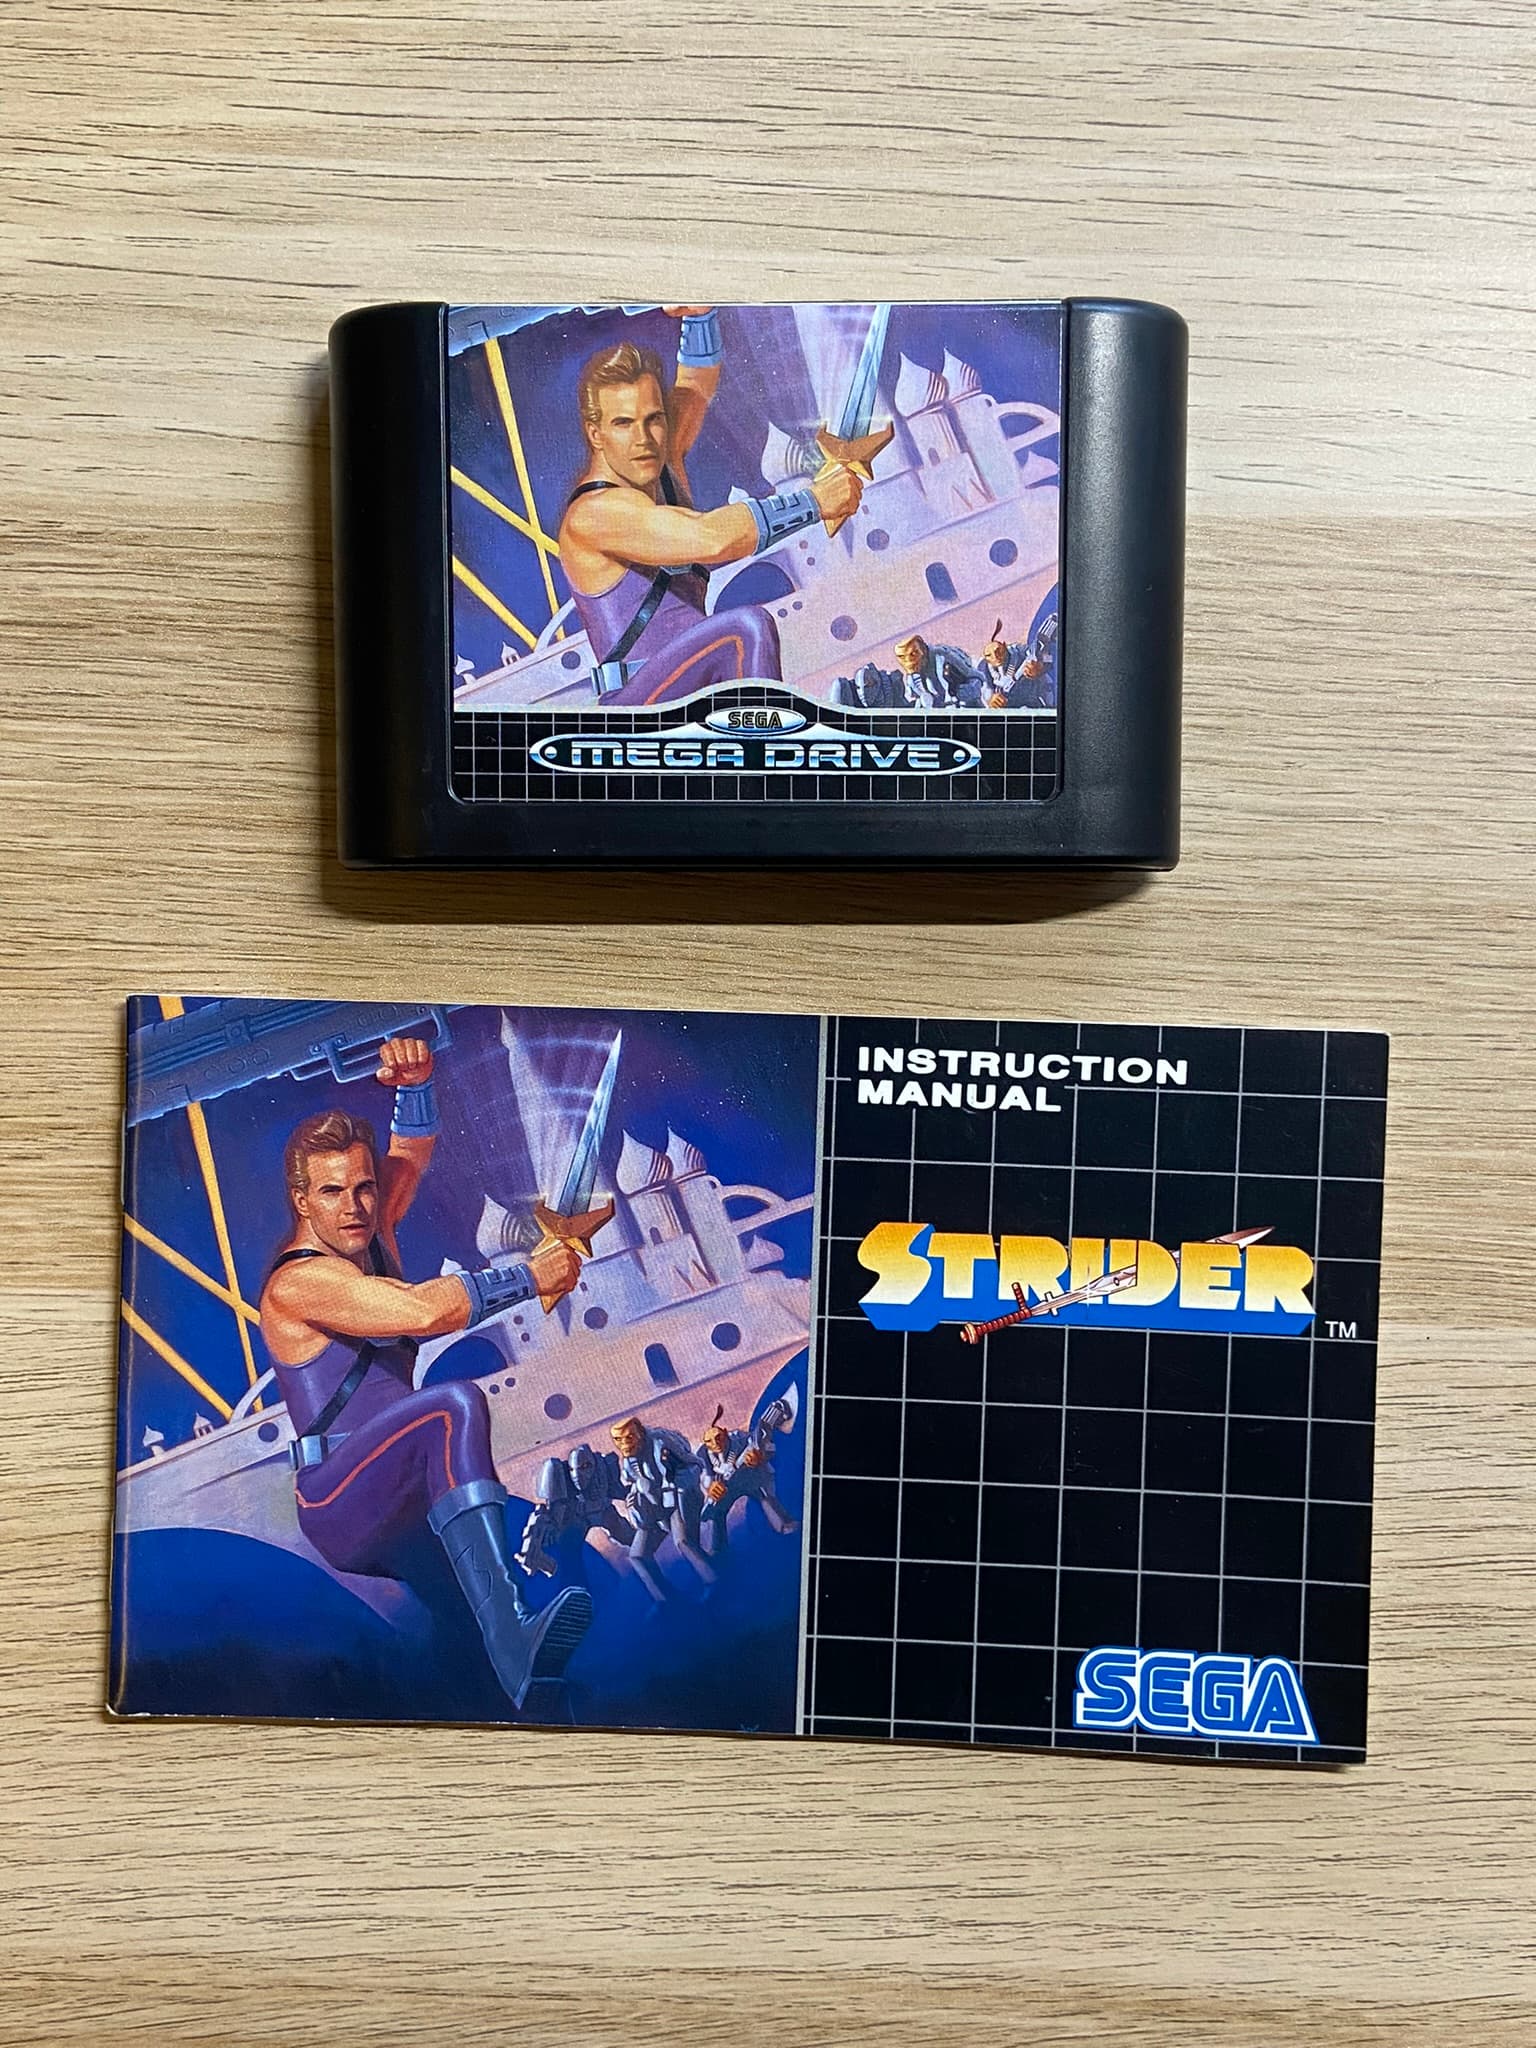 SEGA
MEGA DRIVE
INSTRUCTION
MANUAL
STRIDER
TM
SEGA